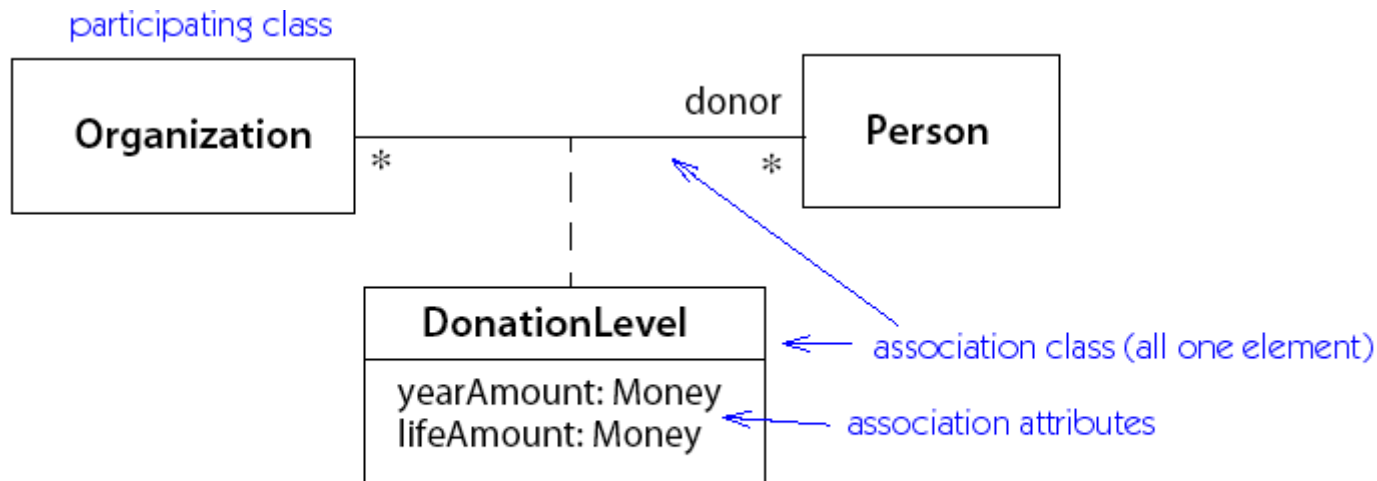 participating class
Organization
donor
Person
*
*
DonationLevel
association class (all one element)
yearAmount: Money
lifeAmount: Money
association attributes